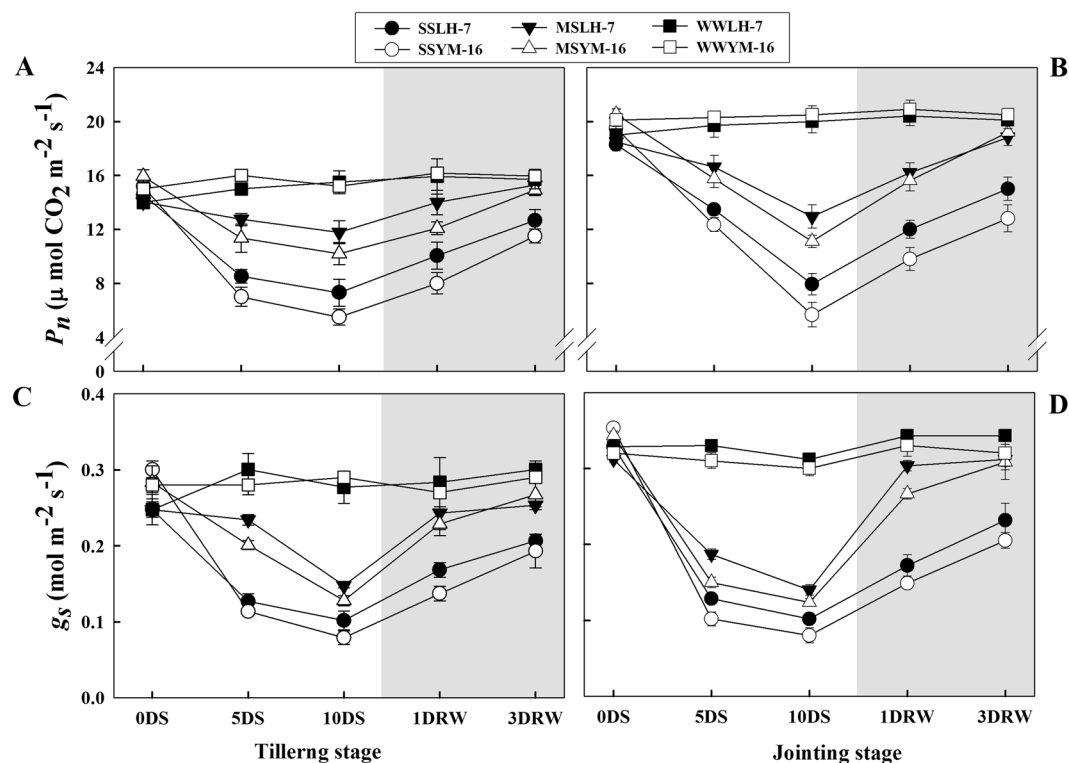 SSLH-7 MSLH-7 WWLH-7
SSYM-16 MSYM-16 WWYM-16
A
B
24
20
16
12
8
4
0
Pn (μ mol CO2 m-2 s-1)
C
D
0.4
0.3
0.2
0.1
0.0
gs (mol m-2 s-1)
0DS 5DS 10DS 1DRW 3DRW
0DS 5DS 10DS 1DRW 3DRW
Tillerng stage
Jointing stage